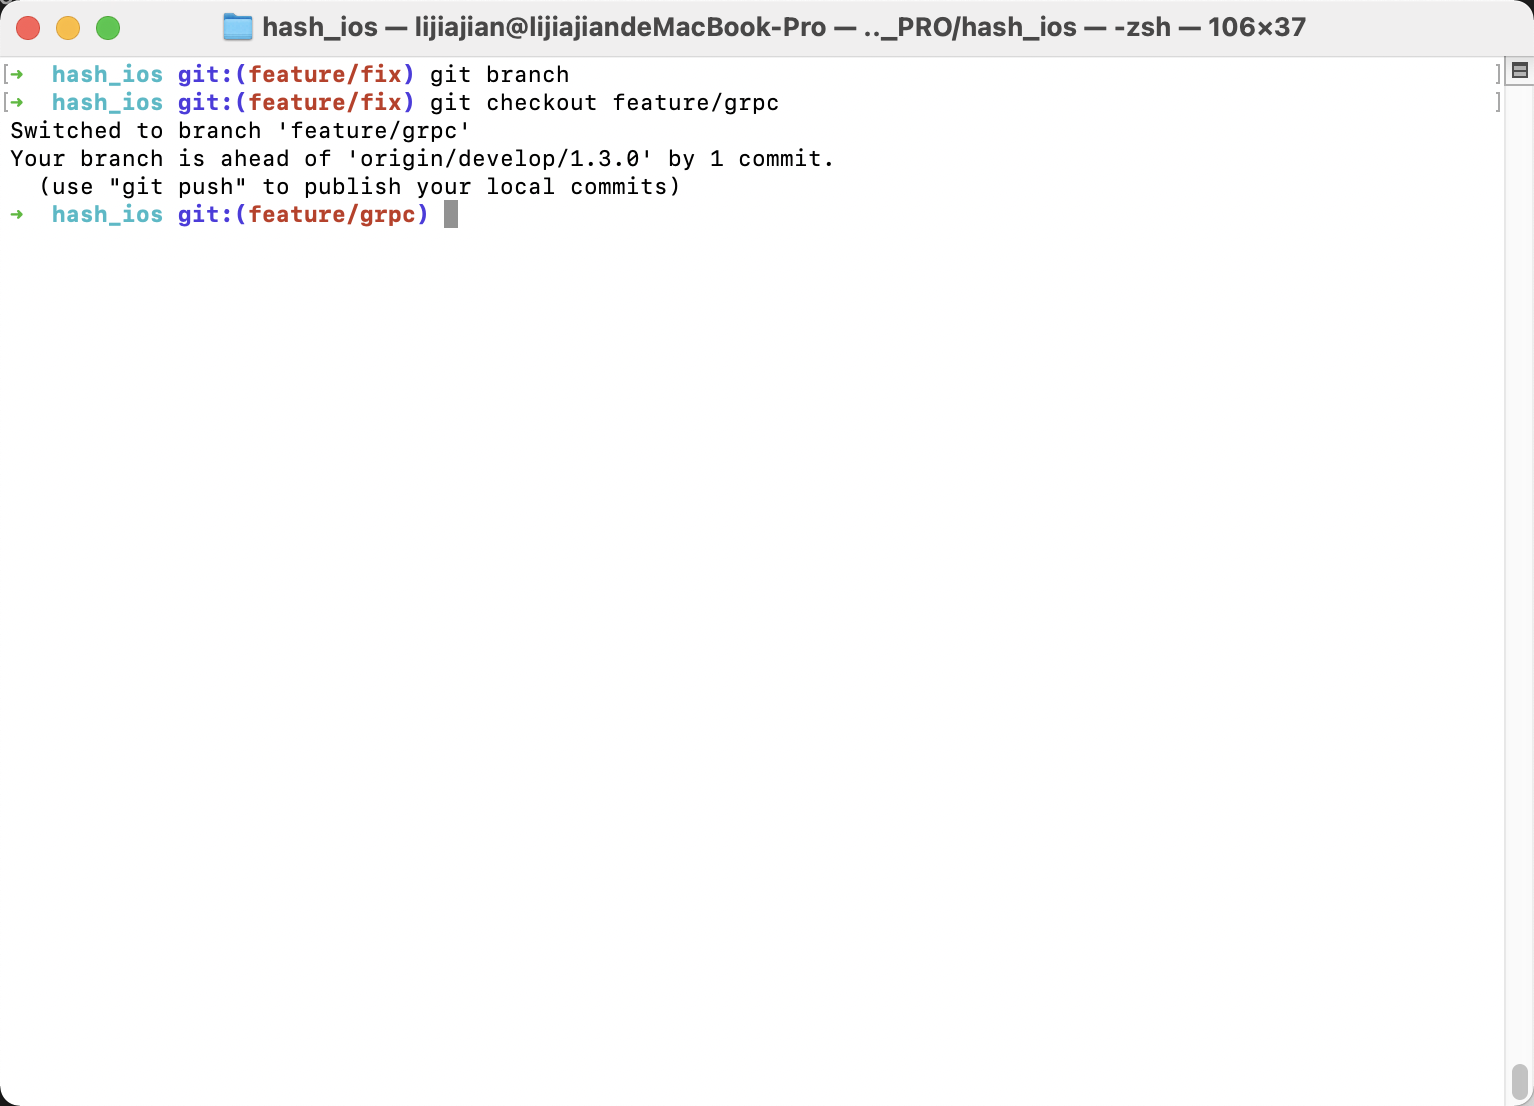 hash_ios — lijiajian@lijiajiandeMacBook-Pro — .._PRO/hash_ios — -zsh — 106×37
[➜  hash_ios git:(feature/fix) git branch ]
[➜  hash_ios git:(feature/fix) git checkout feature/grpc ]
Switched to branch 'feature/grpc'
Your branch is ahead of 'origin/develop/1.3.0' by 1 commit.
  (use "git push" to publish your local commits)
➜  hash_ios git:(feature/grpc)